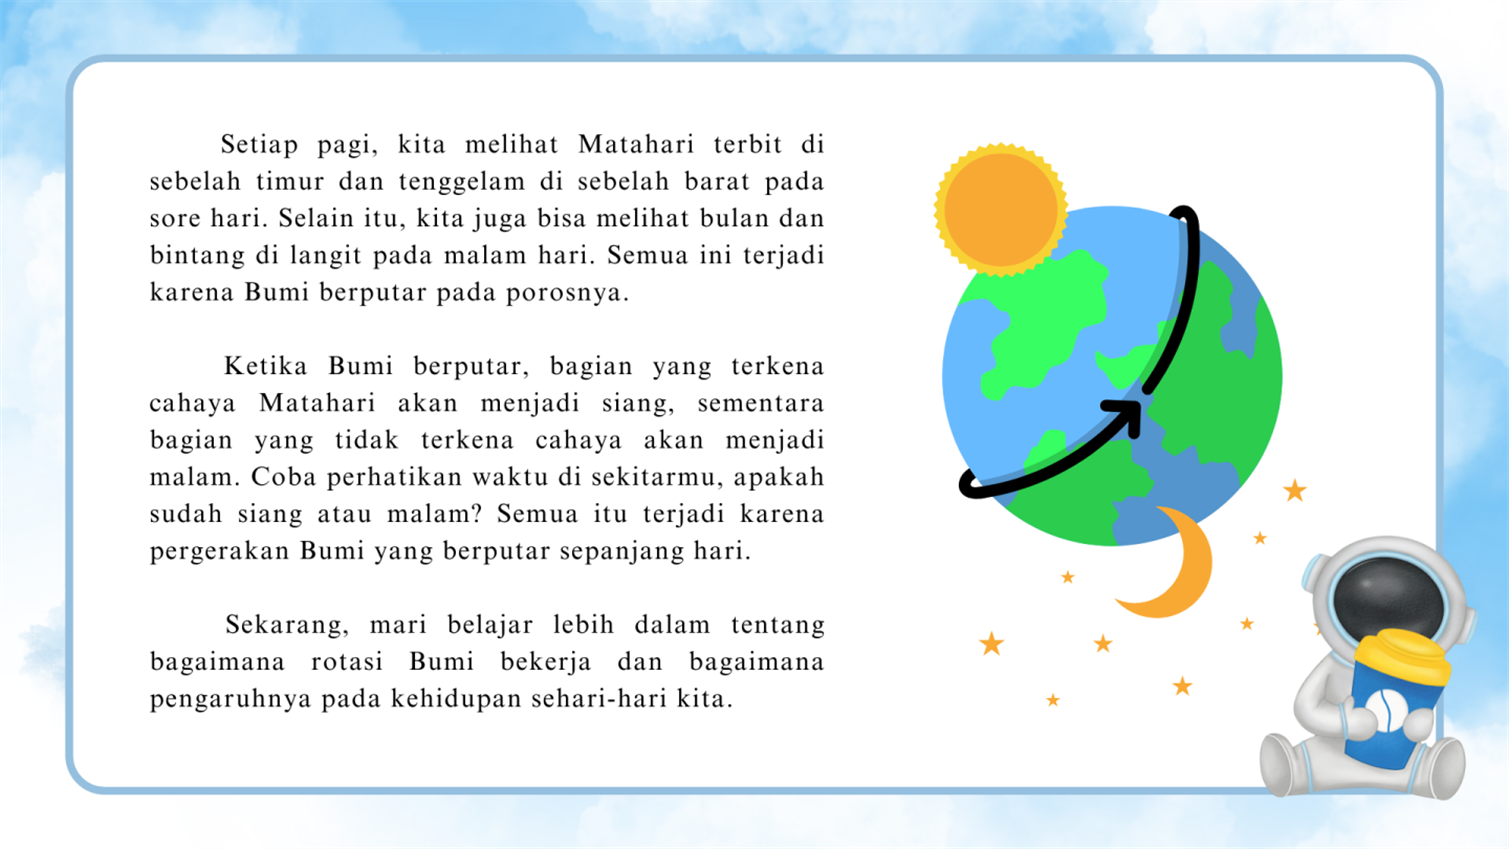 Setiap pagi, kita melihat Matahari terbit di
sebelah timur dan tenggelam di sebelah barat pada
sore hari. Selain itu, kita juga bisa melihat bulan dan
bintang di langit pada malam hari. Semua ini terjadi
karena Bumi berputar pada porosnya.
Ketika Bumi berputar, bagian yang terkena
cahaya Matahari akan menjadi siang, sementara
bagian yang tidak terkena cahaya akan menjadi
malam. Coba perhatikan waktu di sekitarmu, apakah
sudah siang atau malam? Semua itu terjadi karena
pergerakan Bumi yang berputar sepanjang hari.
Sekarang, mari belajar lebih dalam tentang
bagaimana rotasi Bumi bekerja dan bagaimana
pengaruhnya pada kehidupan sehari-hari kita.